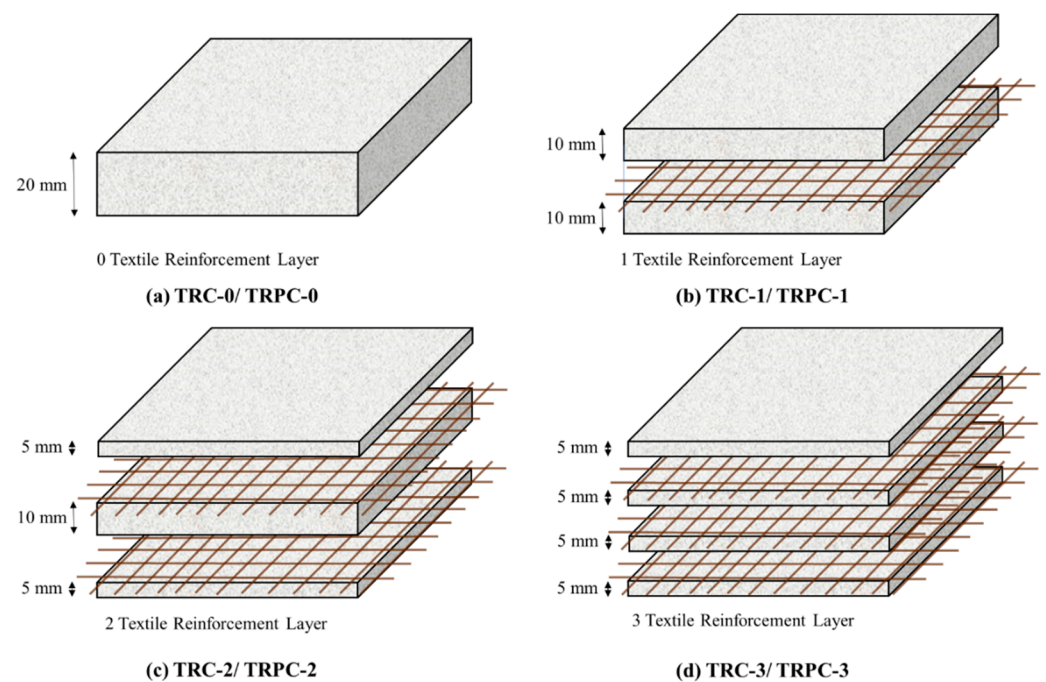 20 mm
0 Textile Reinforcement Layer
(a) TRC-0/ TRPC-0
10 mm
10 mm
1 Textile Reinforcement Layer
(b) TRC-1/ TRPC-1
5 mm
10 mm
5 mm
2 Textile Reinforcement Layer
(c) TRC-2/ TRPC-2
5 mm
5 mm
5 mm
5 mm
3 Textile Reinforcement Layer
(d) TRC-3/ TRPC-3